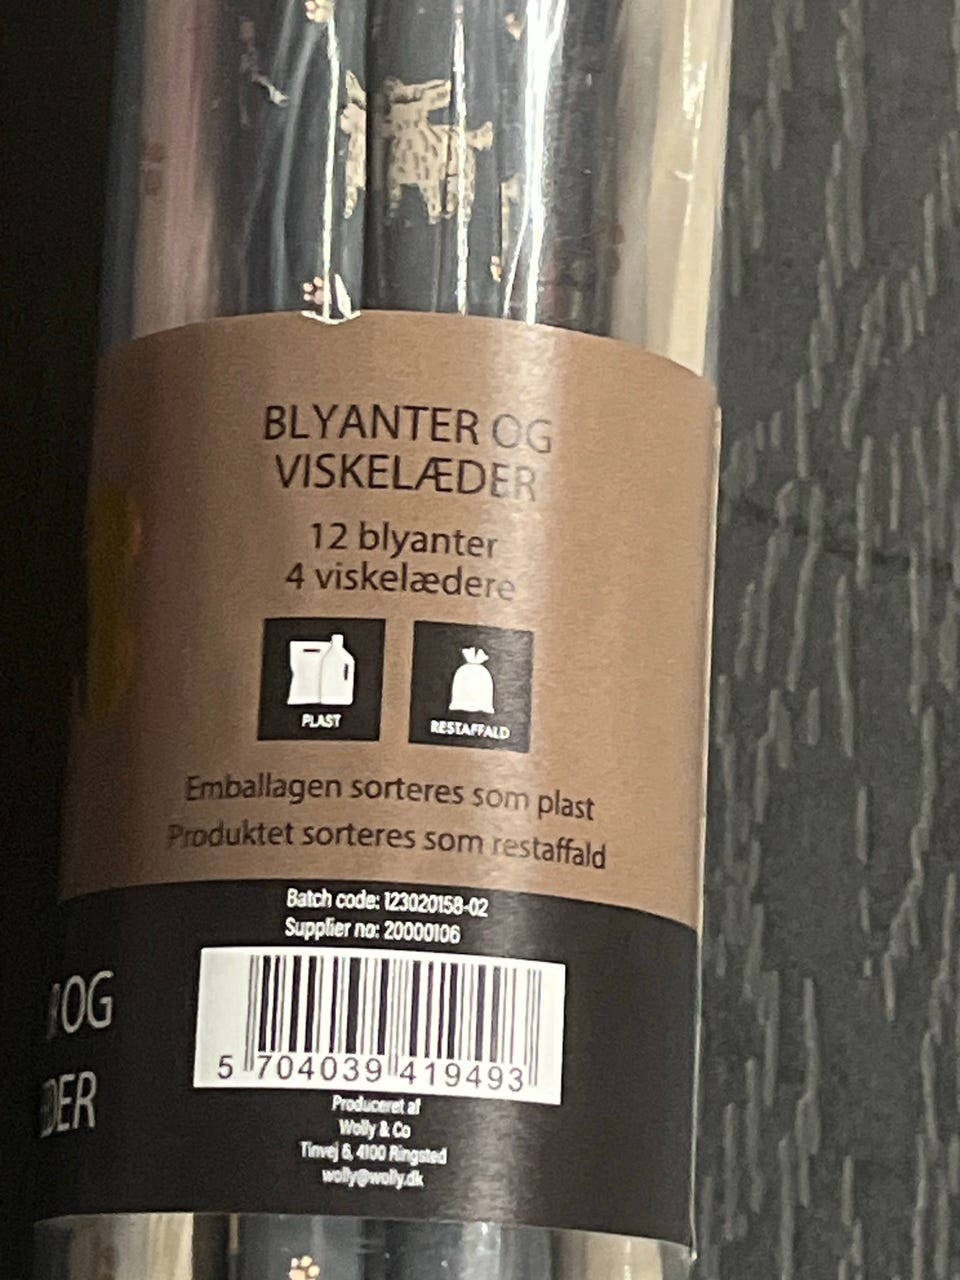 BLYANTER OG
VISKELÆDER
12 blyanter
4 viskelædere
PLAST
RESTAFFALD
Emballagen sorteres som plast
Produktet sorteres som restaffald
Batch code: 123020158-02
Supplier no: 20000106
5 704039 419493
Produceret af
Wolly & Co
Tinvej 6, 4100 Ringsted
wolly@wolly.dk
OG
DER